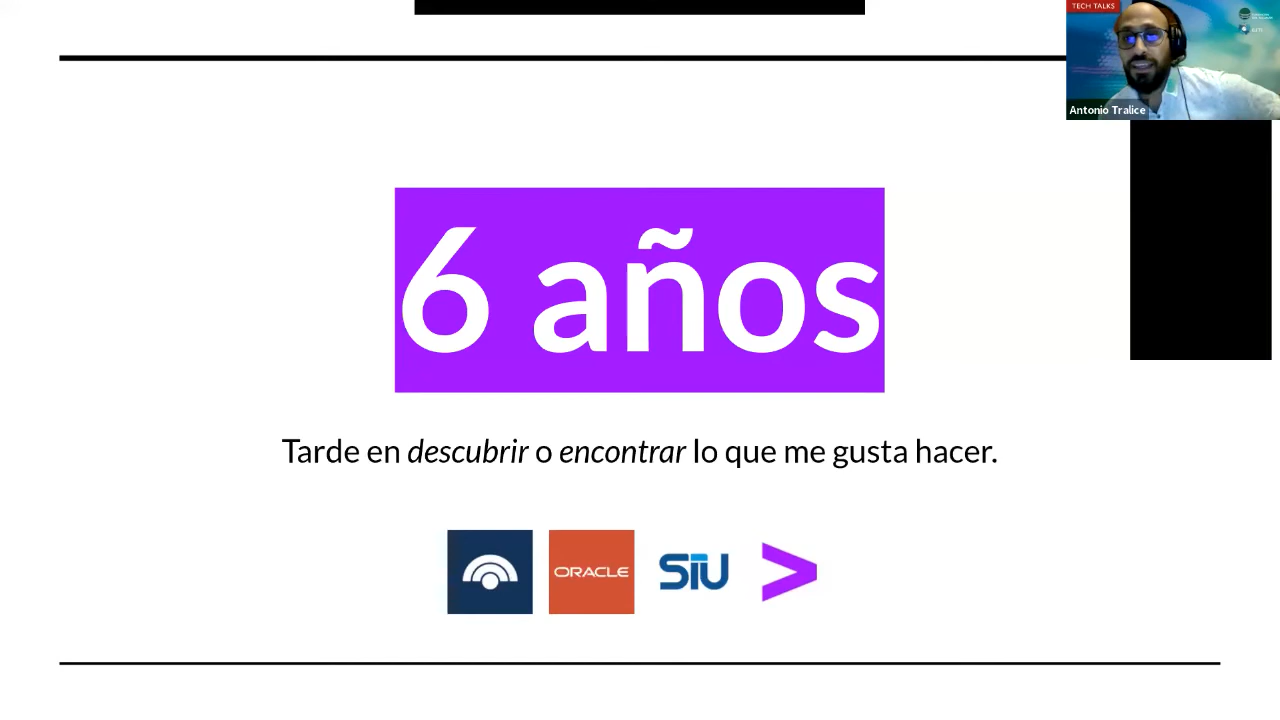 TECH TALKS
Antonio Tralice
6 años
Tarde en descubrir o encontrar lo que me gusta hacer.
ORACLE
SIU